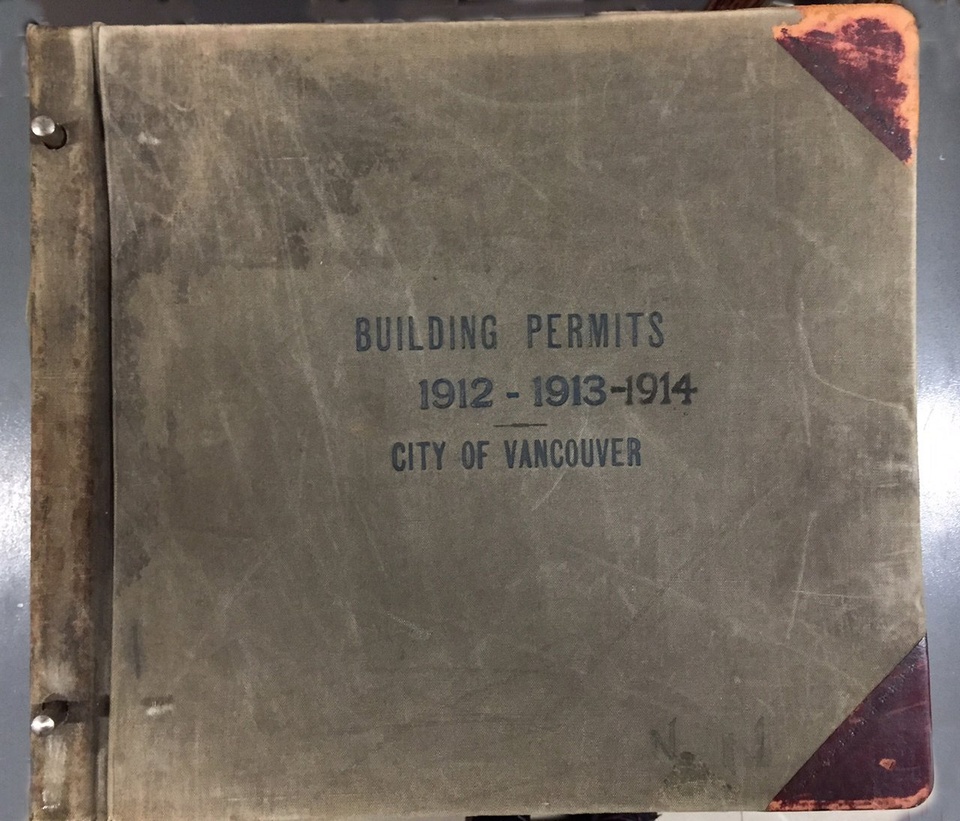 BUILDING PERMITS
1912 - 1913-1914
CITY OF VANCOUVER